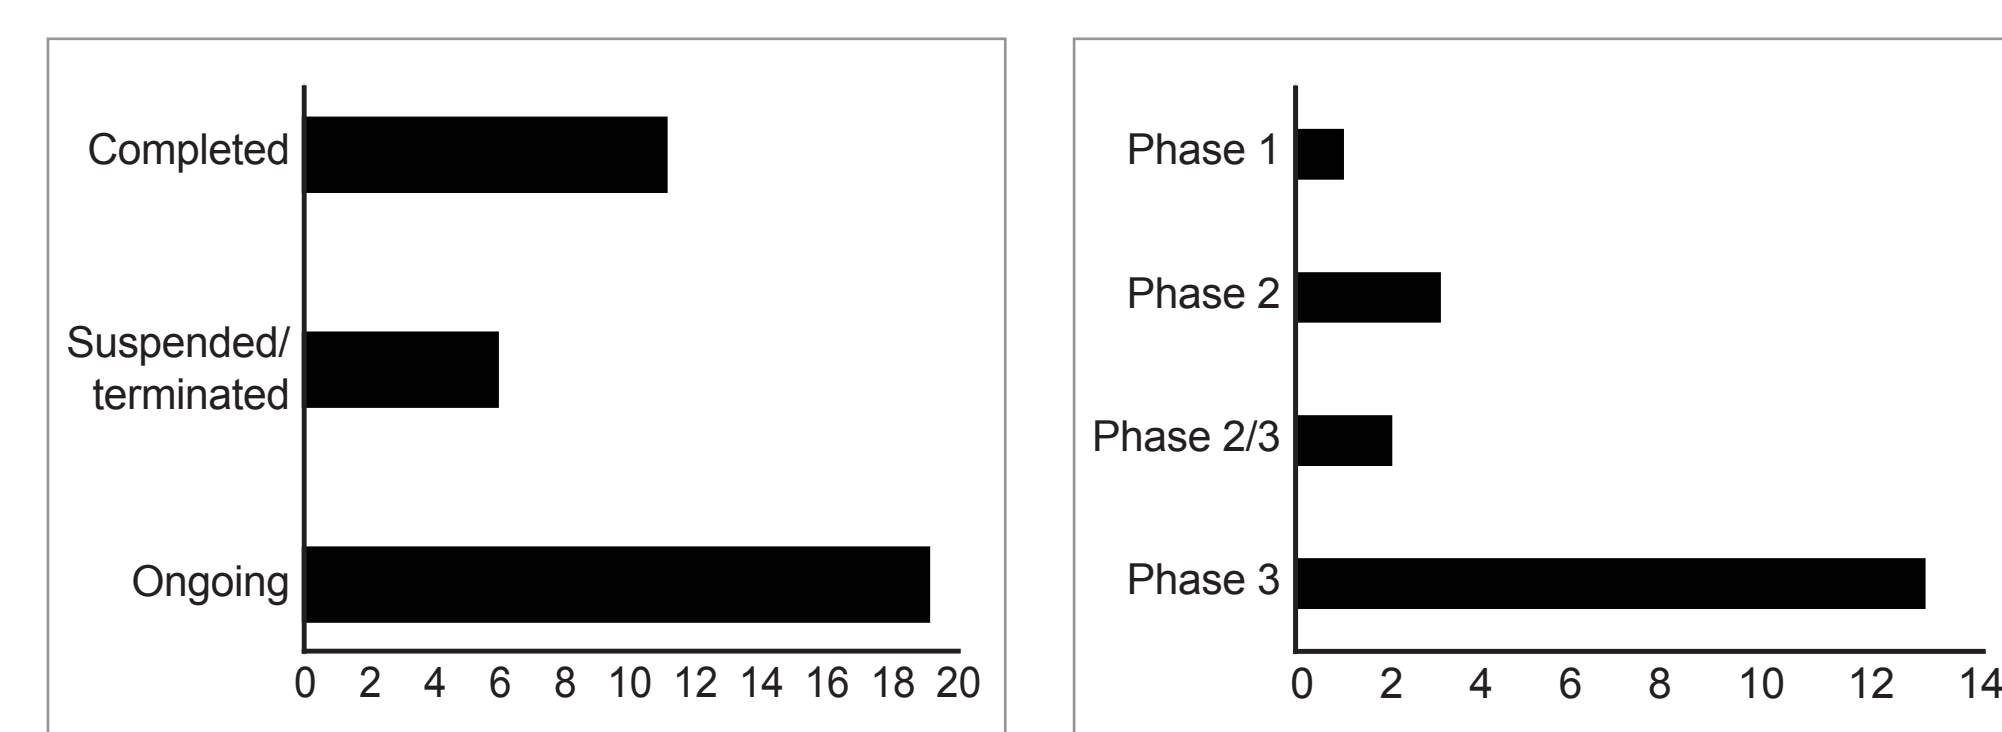 Completed
Suspended/
terminated
Ongoing
0 2 4 6 8 10 12 14 16 18 20
Phase 1
Phase 2
Phase 2/3
Phase 3
0 2 4 6 8 10 12 14